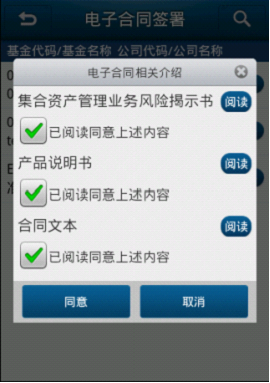 电子合同签署
基金代码/基金名称 公司代码/公司名称
电子合同相关介绍
集合资产管理业务风险揭示书 阅读
已阅读同意上述内容
产品说明书 阅读
已阅读同意上述内容
合同文本 阅读
已阅读同意上述内容
同意 取消